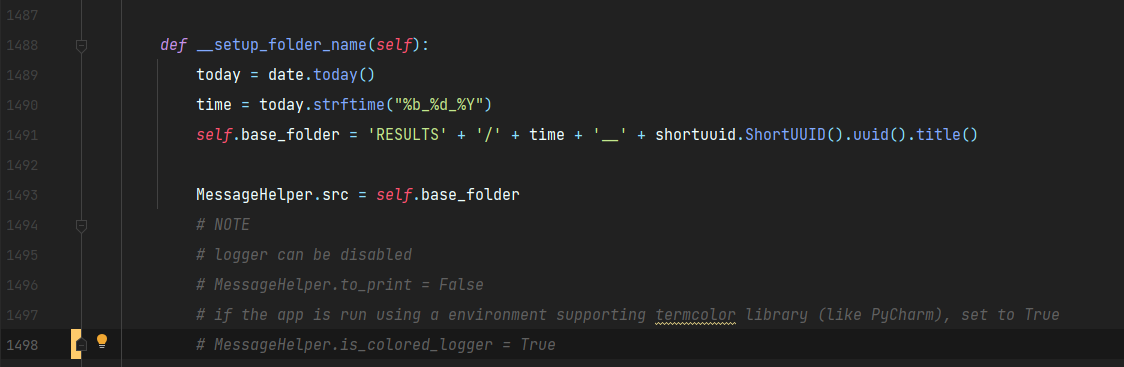 1487
1488 def __setup_folder_name(self):
1489 today = date.today()
1490 time = today.strftime("%b_%d_%Y")
1491 self.base_folder = 'RESULTS' + '/' + time + '__' + shortuuid.ShortUUID().uuid().title()
1492
1493 MessageHelper.src = self.base_folder
1494 # NOTE
1495 # logger can be disabled
1496 # MessageHelper.to_print = False
1497 # if the app is run using a environment supporting termcolor library (like PyCharm), set to True
1498 # MessageHelper.is_colored_logger = True